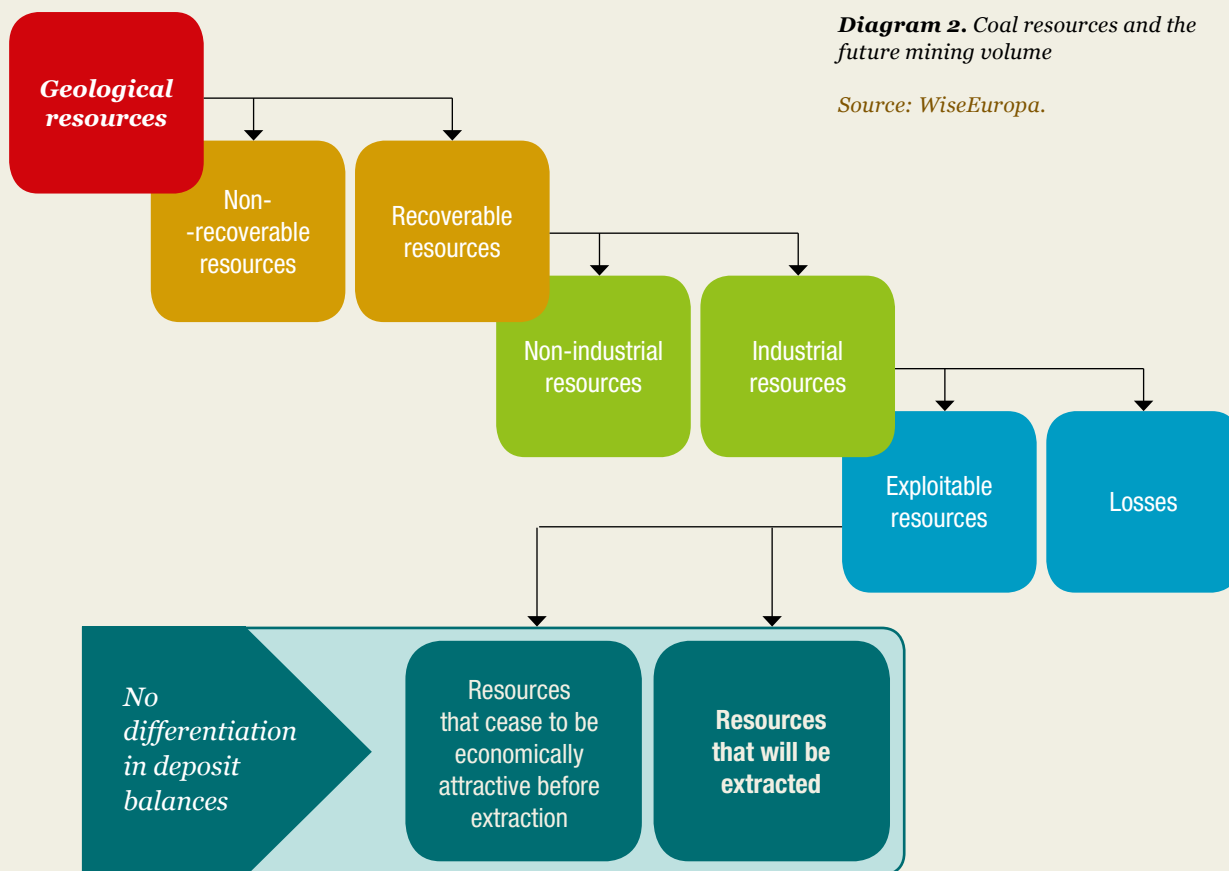 Diagram 2. Coal resources and the
future mining volume
Source: WiseEuropa.
Geological
resources
Non-
-recoverable
resources
Recoverable
resources
Non-industrial
resources
Industrial
resources
Exploitable
resources
Losses
No
differentiation
in deposit
balances
Resources
that cease to be
economically
attractive before
extraction
Resources
that will be
extracted